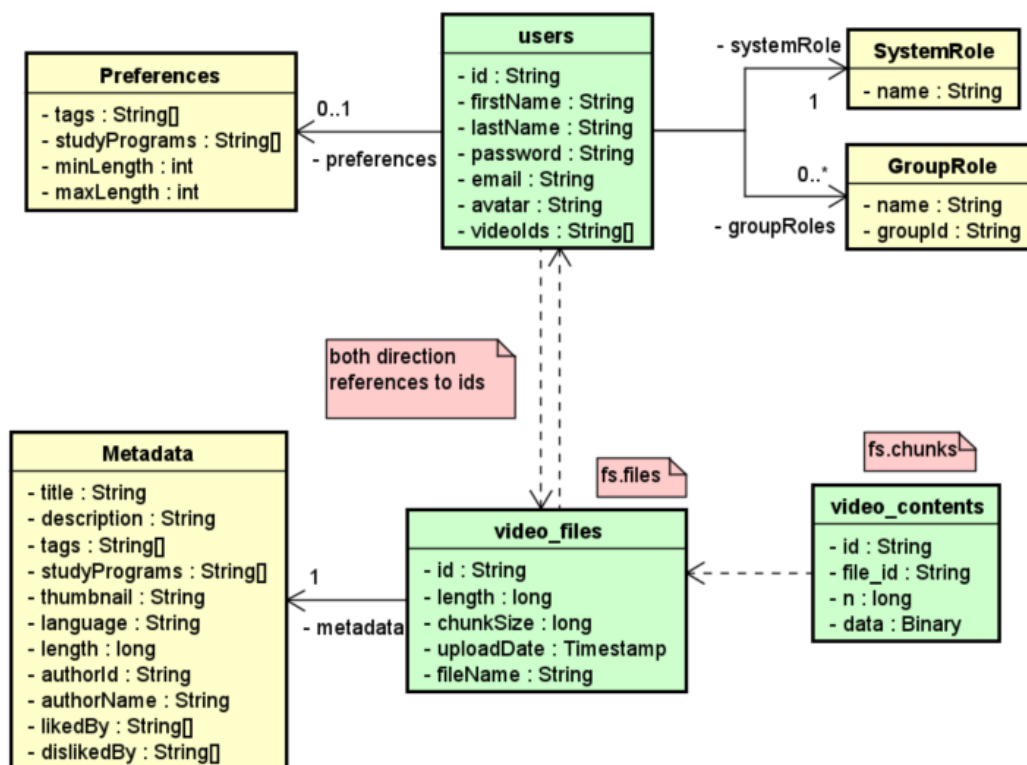 Preferences
- tags : String[]
- studyPrograms : String[]
- minLength : int
- maxLength : int
0..1
- preferences
users
- id : String
- firstName : String
- lastName : String
- password : String
- email : String
- avatar : String
- videoIds : String[]
- systemRole
1
SystemRole
- name : String
0..*
- groupRoles
GroupRole
- name : String
- groupId : String
both direction
references to ids
Metadata
- title : String
- description : String
- tags : String[]
- studyPrograms : String[]
- thumbnail : String
- language : String
- length : long
- authorId : String
- authorName : String
- likedBy : String[]
- dislikedBy : String[]
1
- metadata
fs.files
video_files
- id : String
- length : long
- chunkSize : long
- uploadDate : Timestamp
- fileName : String
fs.chunks
video_contents
- id : String
- file_id : String
- n : long
- data : Binary